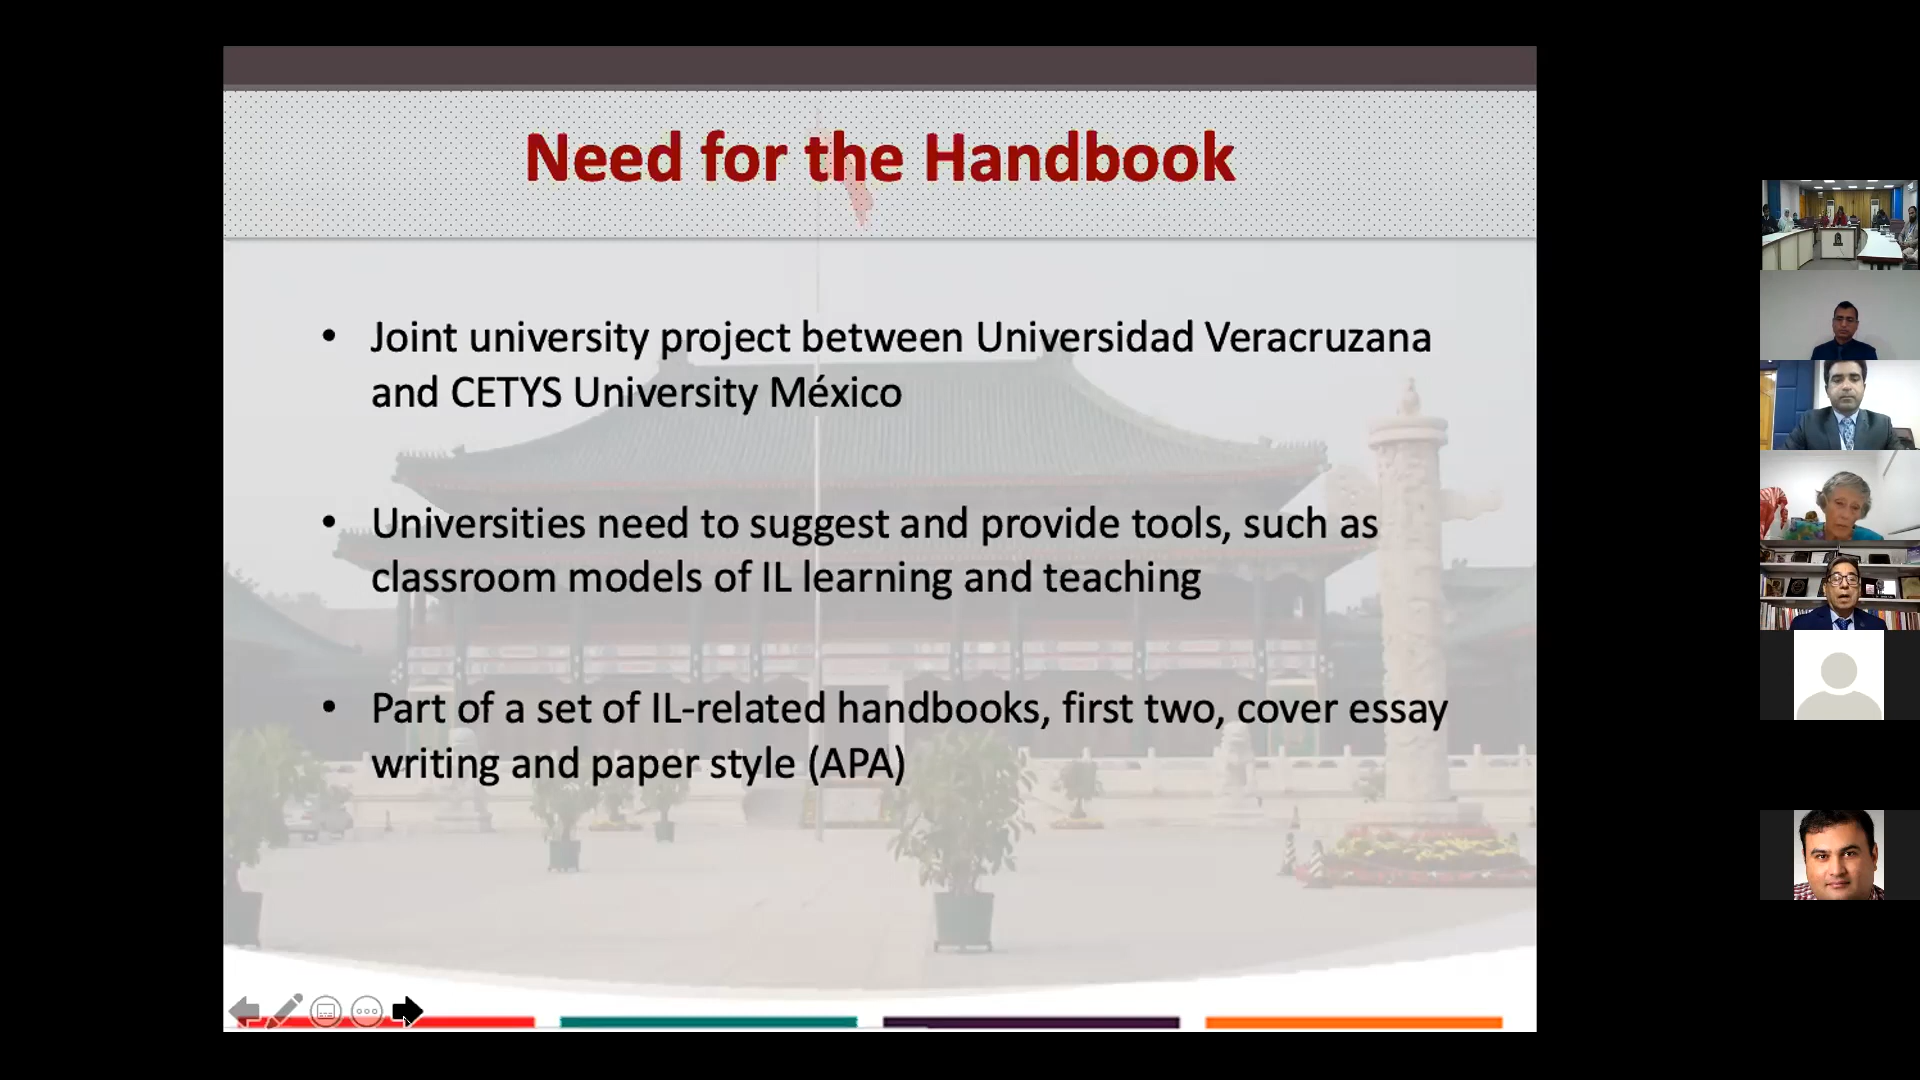 Need for the Handbook
• Joint university project between Universidad Veracruzana
and CETYS University México
• Universities need to suggest and provide tools, such as
classroom models of IL learning and teaching
• Part of a set of IL-related handbooks, first two, cover essay
writing and paper style (APA)